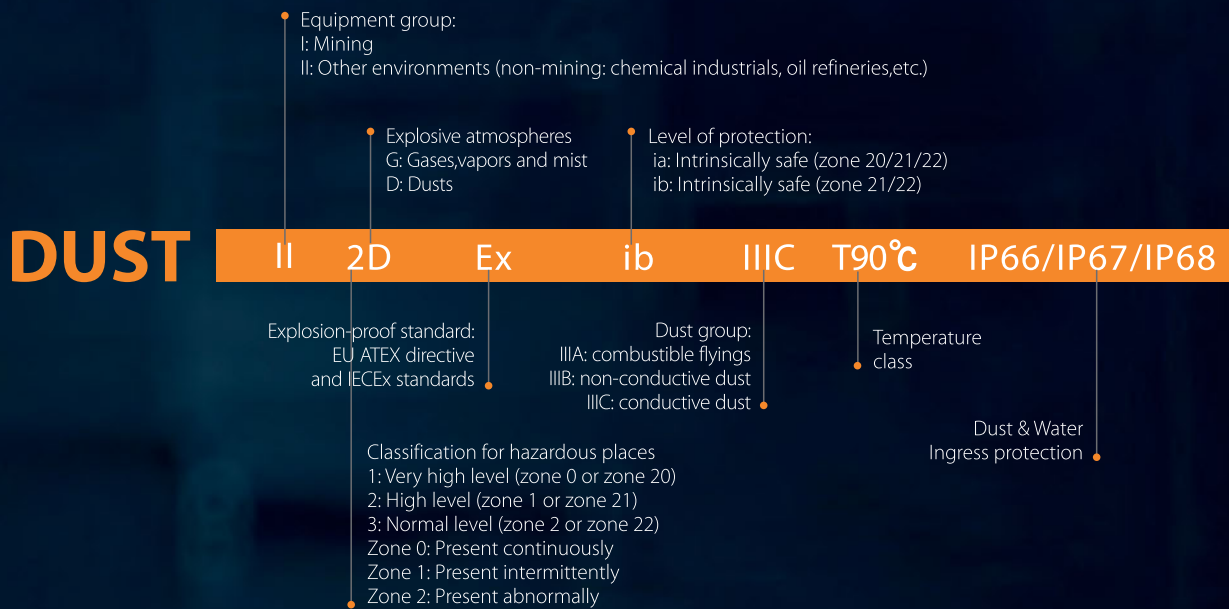 Equipment group:
I: Mining
II: Other environments (non-mining: chemical industrials, oil refineries,etc.)
Explosive atmospheres
G: Gases,vapors and mist
D: Dusts
Level of protection:
ia: Intrinsically safe (zone 20/21/22)
ib: Intrinsically safe (zone 21/22)
DUST
II 2D Ex ib IIIC T90℃ IP66/IP67/IP68
Explosion-proof standard:
EU ATEX directive
and IECEx standards
Dust group:
IIIA: combustible flyings
IIIB: non-conductive dust
IIIC: conductive dust
Temperature
class
Dust & Water
Ingress protection
Classification for hazardous places
1: Very high level (zone 0 or zone 20)
2: High level (zone 1 or zone 21)
3: Normal level (zone 2 or zone 22)
Zone 0: Present continuously
Zone 1: Present intermittently
Zone 2: Present abnormally